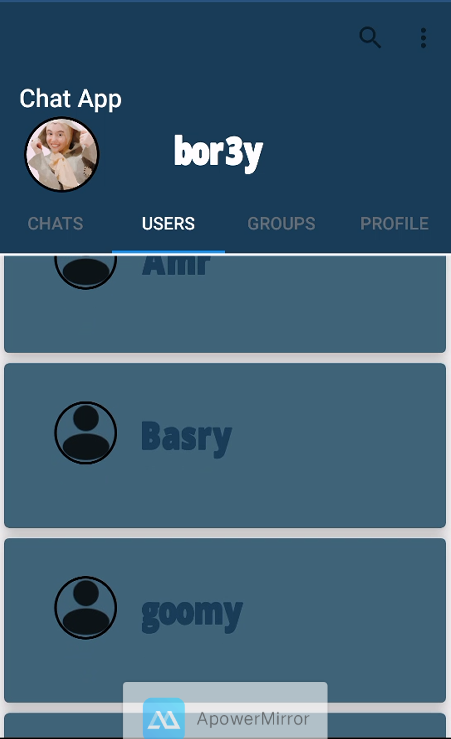 Chat App
bor3y
CHATS USERS GROUPS PROFILE
Amr
Basry
goomy
ApowerMirror